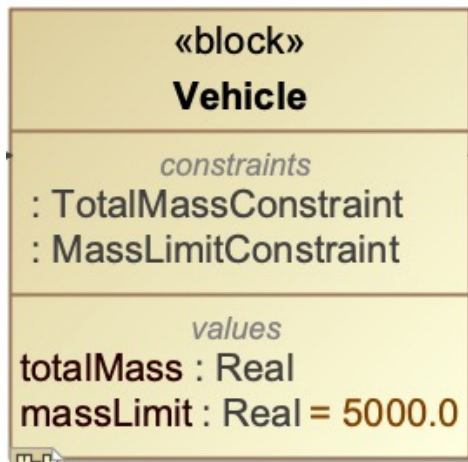 «block»
Vehicle
constraints
: TotalMassConstraint
: MassLimitConstraint
values
totalMass : Real
massLimit : Real = 5000.0